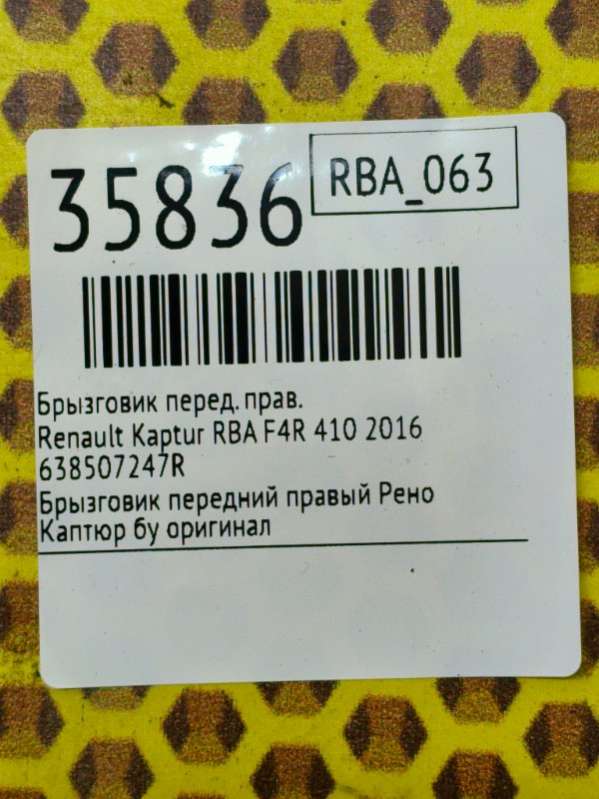 35836
RBA_063
Брызговик перед. прав.
Renault Kaptur RBA F4R 410 2016
638507247R
Брызговик передний правый Рено
Каптюр бу оригинал